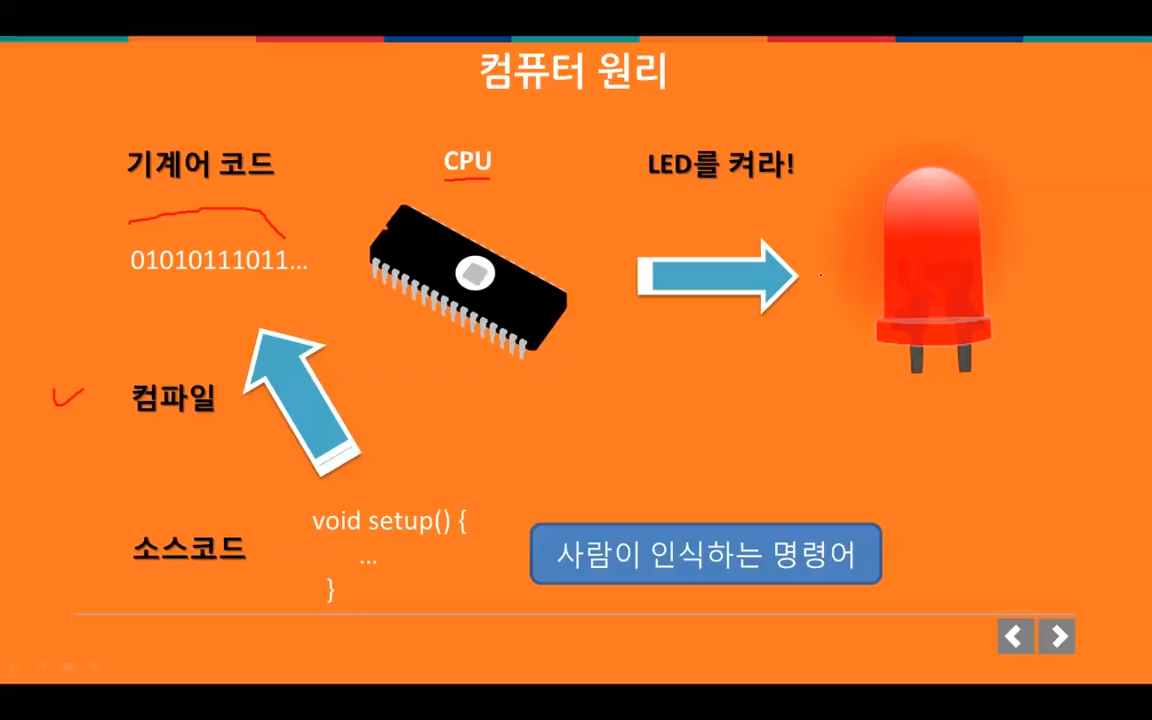 컴퓨터 원리
기계어 코드
CPU
LED를 켜라!
01010111011...
컴파일
소스코드
void setup() {
...
}
사람이 인식하는 명령어